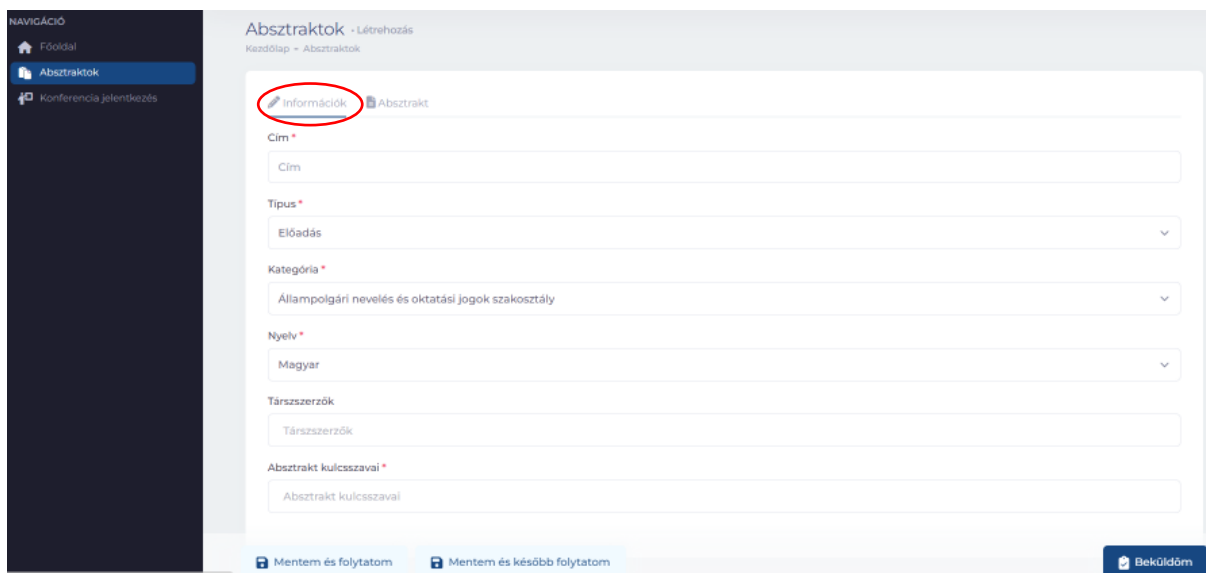 NAVIGÁCIÓ
Főoldal
Absztraktok
Konferencia jelentkezés
Absztraktok - Létrehozás
Kezdőlap - Absztraktok
Információk Absztrakt
Cím *
Cím
Típus *
Előadás
Kategória *
Állampolgári nevelés és oktatási jogok szakosztály
Nyelv *
Magyar
Társszerzők
Társszerzők
Absztrakt kulcsszavai *
Absztrakt kulcsszavai
Mentem és folytatom Mentem és később folytatom Beküldöm